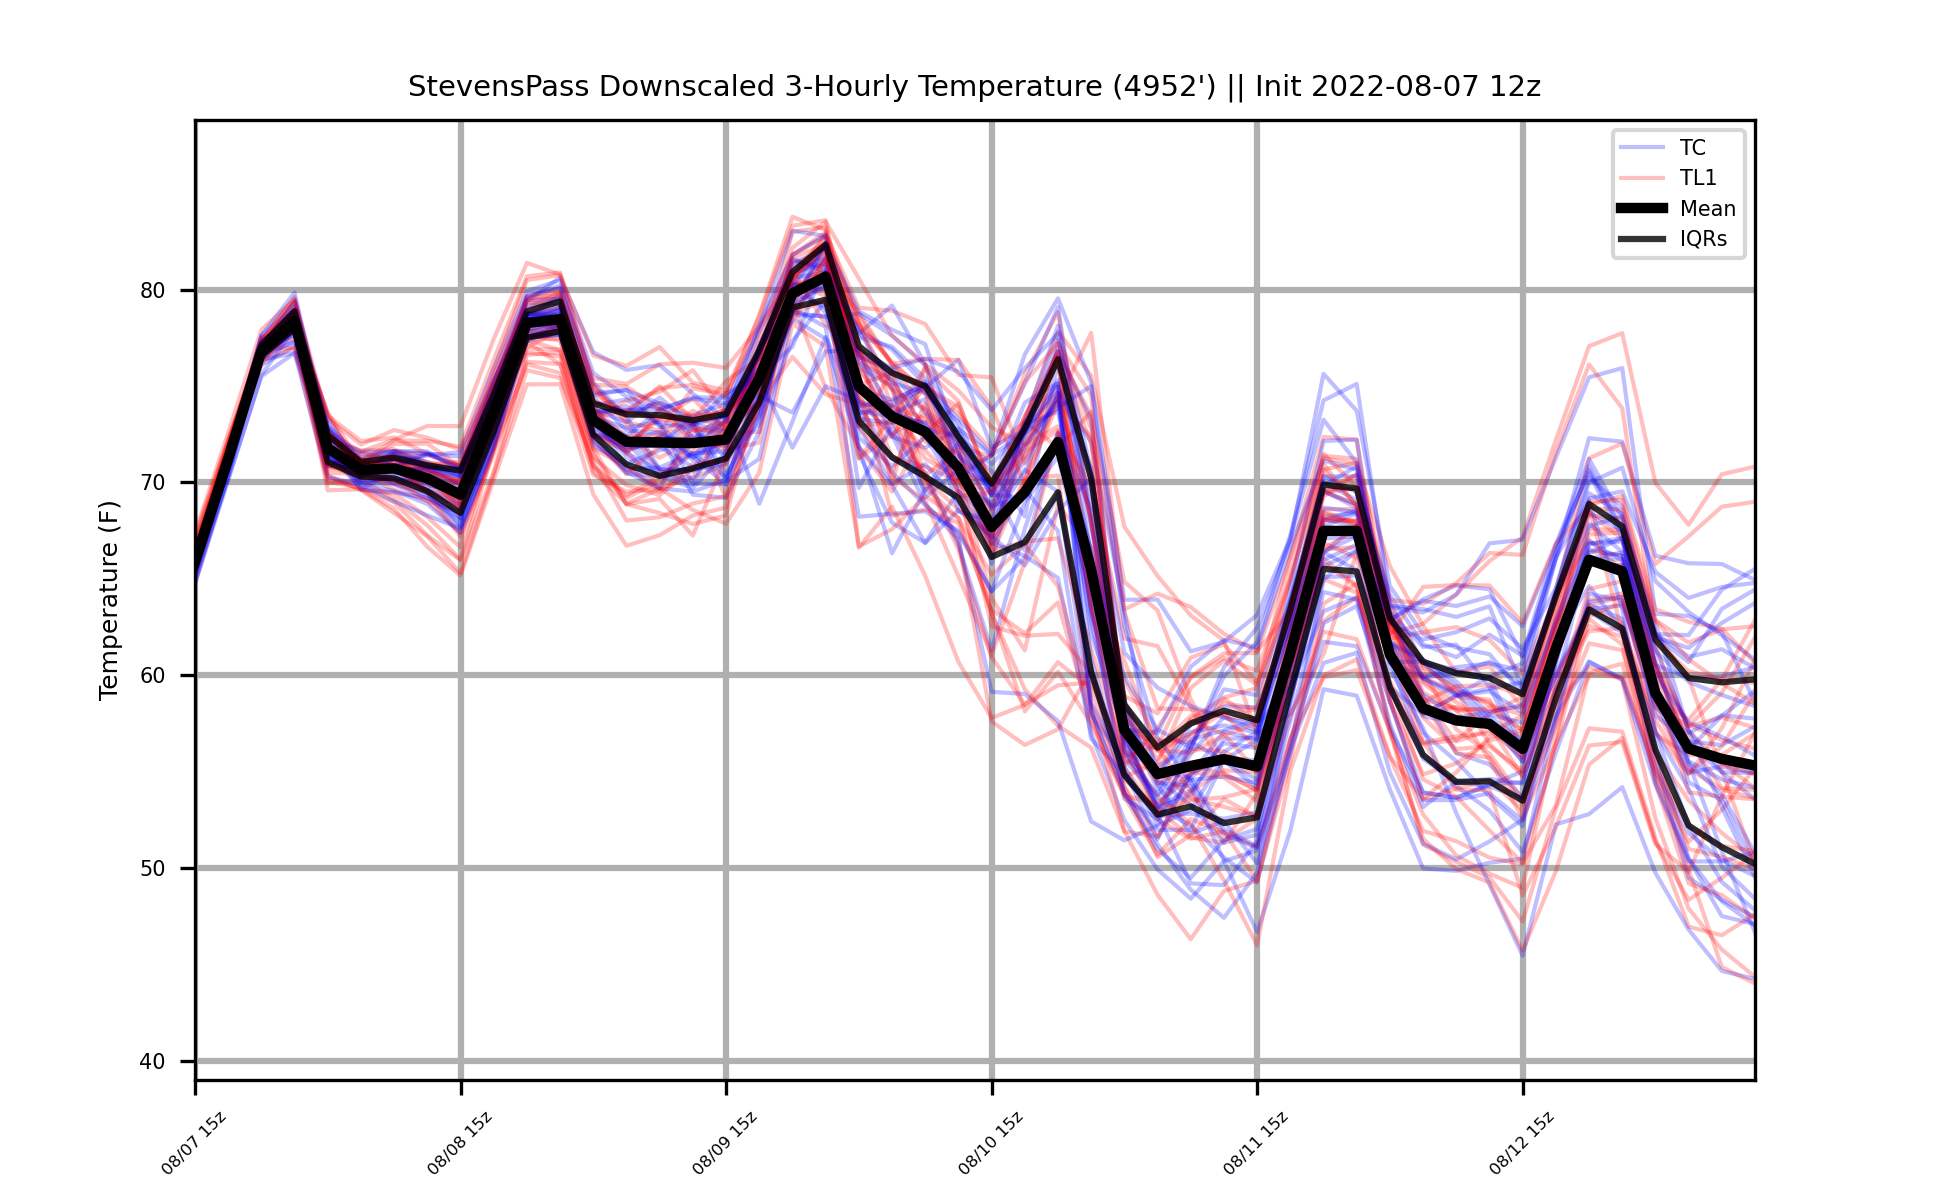 StevensPass Downscaled 3-Hourly Temperature (4952') || Init 2022-08-07 12z
TC
TL1
Mean
IQRs
Temperature (F)
80
70
60
50
40
08/07 15z
08/08 15z
08/09 15z
08/10 15z
08/11 15z
08/12 15z